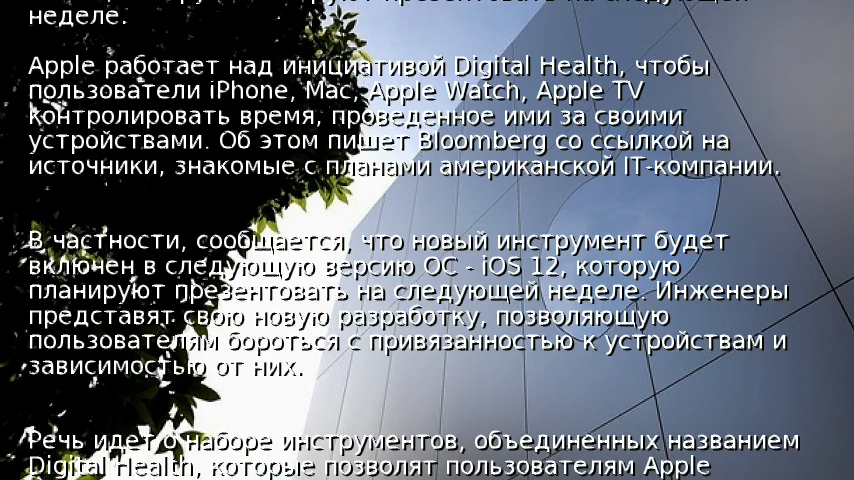 презентовать на следующей
неделе.
Apple работает над инициативой Digital Health, чтобы
пользователи iPhone, Mac, Apple Watch, Apple TV
контролировать время, проведенное ими за своими
устройствами. Об этом пишет Bloomberg со ссылкой на
источники, знакомые с планами американской IT-компании.
В частности, сообщается, что новый инструмент будет
включен в следующую версию ОС - iOS 12, которую
планируют презентовать на следующей неделе. Инженеры
представят свою новую разработку, позволяющую
пользователям бороться с привязанностью к устройствам и
зависимостью от них.
Речь идет о наборе инструментов, объединенных названием
Digital Health, которые позволят пользователям Apple